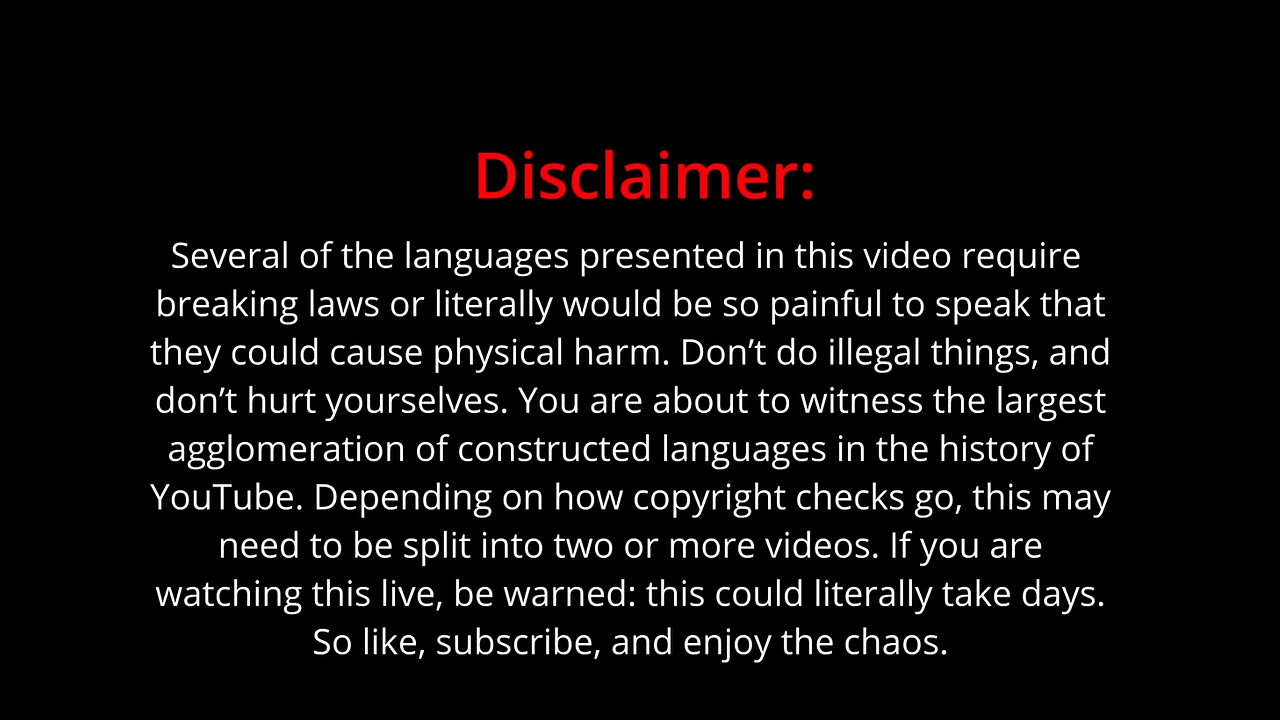 Disclaimer:
Several of the languages presented in this video require
breaking laws or literally would be so painful to speak that
they could cause physical harm. Don’t do illegal things, and
don’t hurt yourselves. You are about to witness the largest
agglomeration of constructed languages in the history of
YouTube. Depending on how copyright checks go, this may
need to be split into two or more videos. If you are
watching this live, be warned: this could literally take days.
So like, subscribe, and enjoy the chaos.